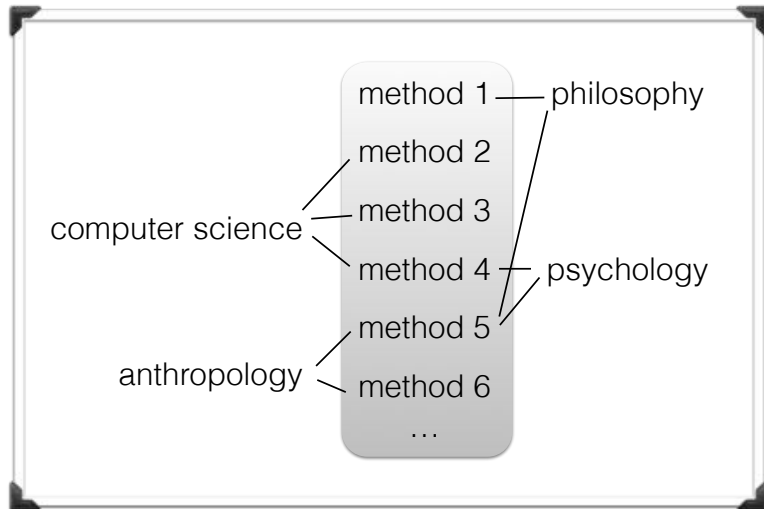 method 1
philosophy
method 2
method 3
computer science
method 4
psychology
method 5
anthropology
method 6
...